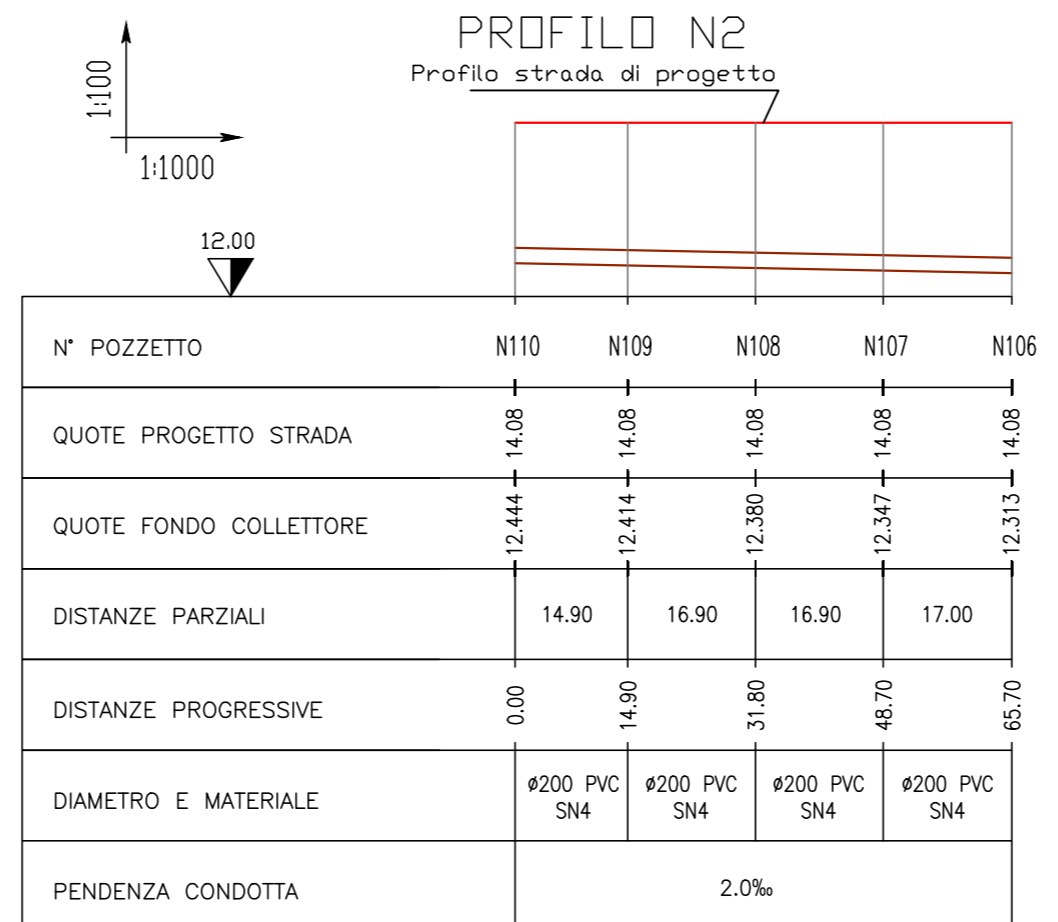 PROFILO N2
Profilo strada di progetto
1:100
1:1000
12.00
N° POZZETTO N110 N109 N108 N107 N106
QUOTE PROGETTO STRADA 14.08 14.08 14.08 14.08 14.08
QUOTE FONDO COLLETTORE 12.444 12.414 12.380 12.347 12.313
DISTANZE PARZIALI 14.90 16.90 16.90 17.00
DISTANZE PROGRESSIVE 0.00 14.90 31.80 48.70 65.70
DIAMETRO E MATERIALE ø200 PVC SN4 ø200 PVC SN4 ø200 PVC SN4 ø200 PVC SN4
PENDENZA CONDOTTA 2.0‰